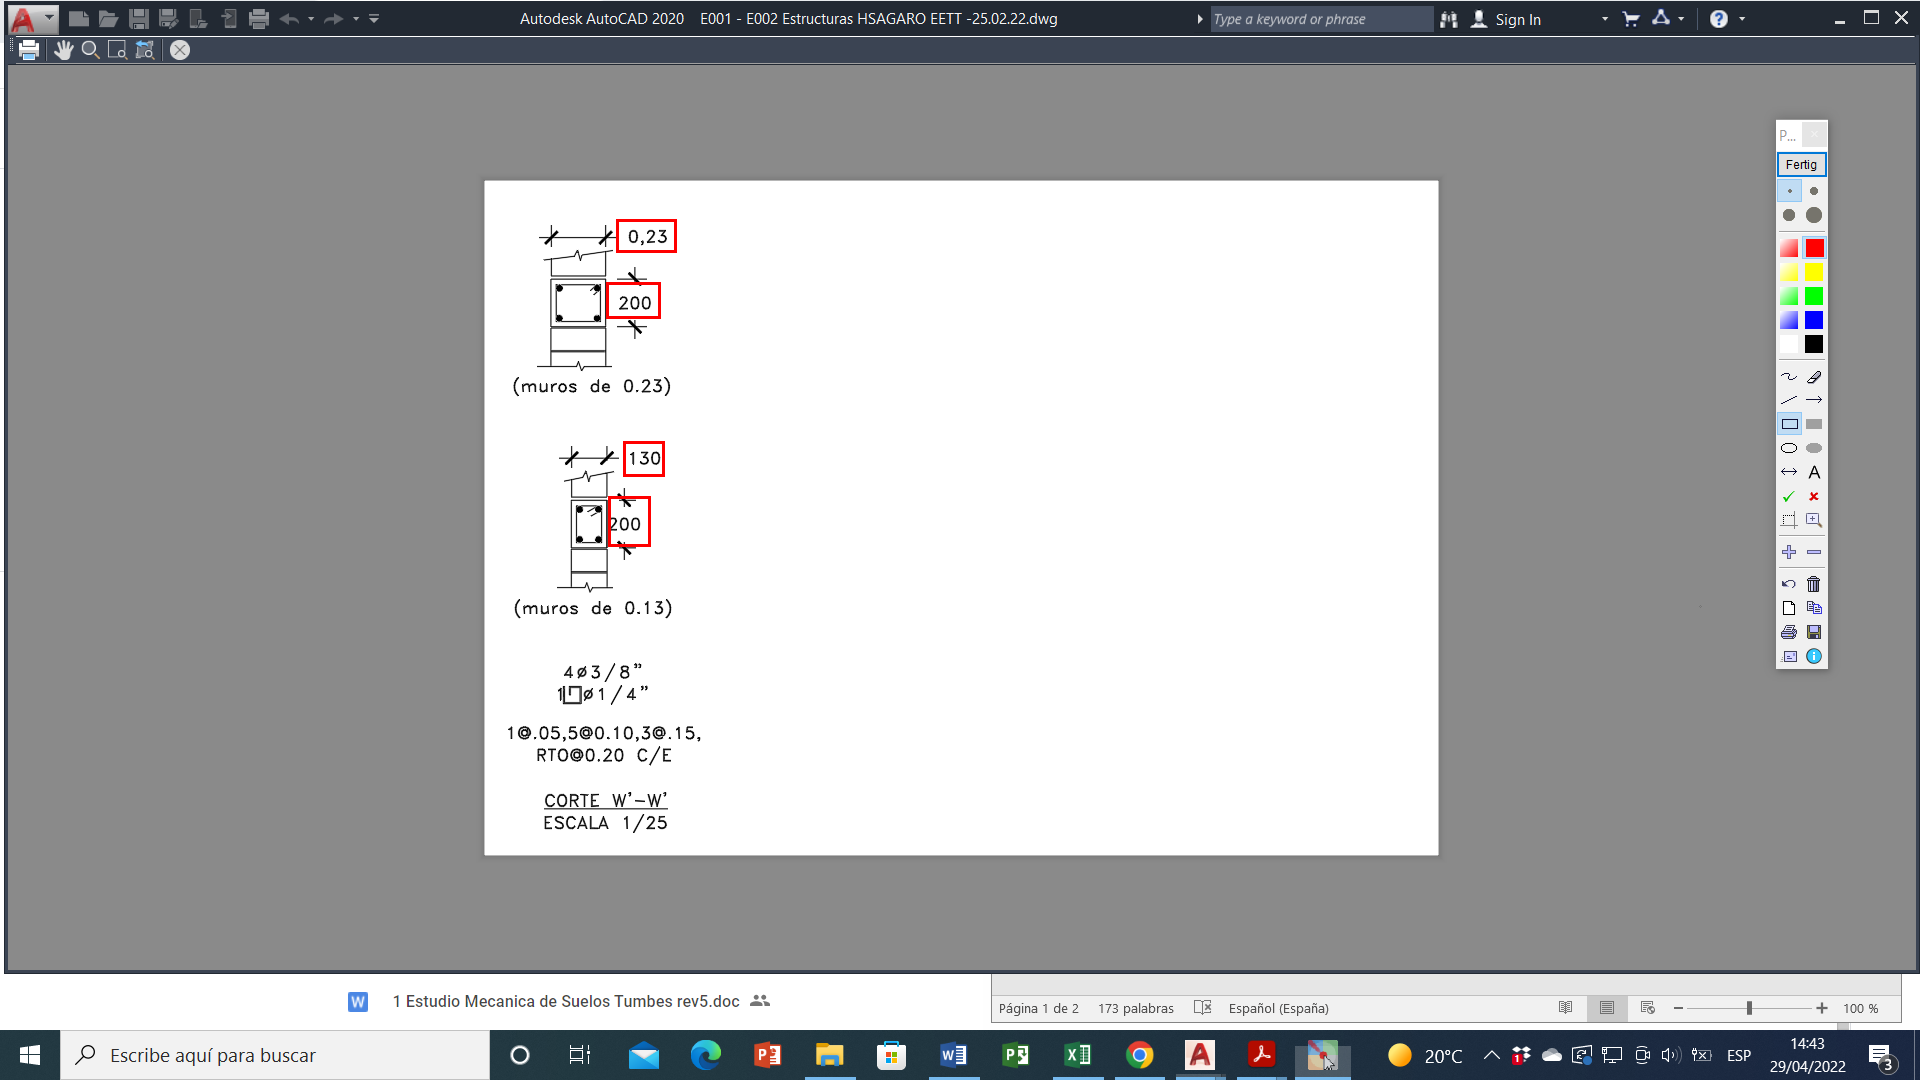 Autodesk AutoCAD 2020 E001 - E002 Estructuras HSAGARO EETT -25.02.22.dwg
Type a keyword or phrase
Sign In
P...
Fertig
0,23
200
(muros de 0.23)
130
200
(muros de 0.13)
4ø3/8"
1ø1/4"
1@.05,5@0.10,3@.15,
RTO@0.20 C/E
CORTE W'-W'
ESCALA 1/25
1 Estudio Mecanica de Suelos Tumbes rev5.doc
Página 1 de 2 173 palabras Español (España) 100 %
Escribe aquí para buscar
20°C
ESP
14:43
29/04/2022
3